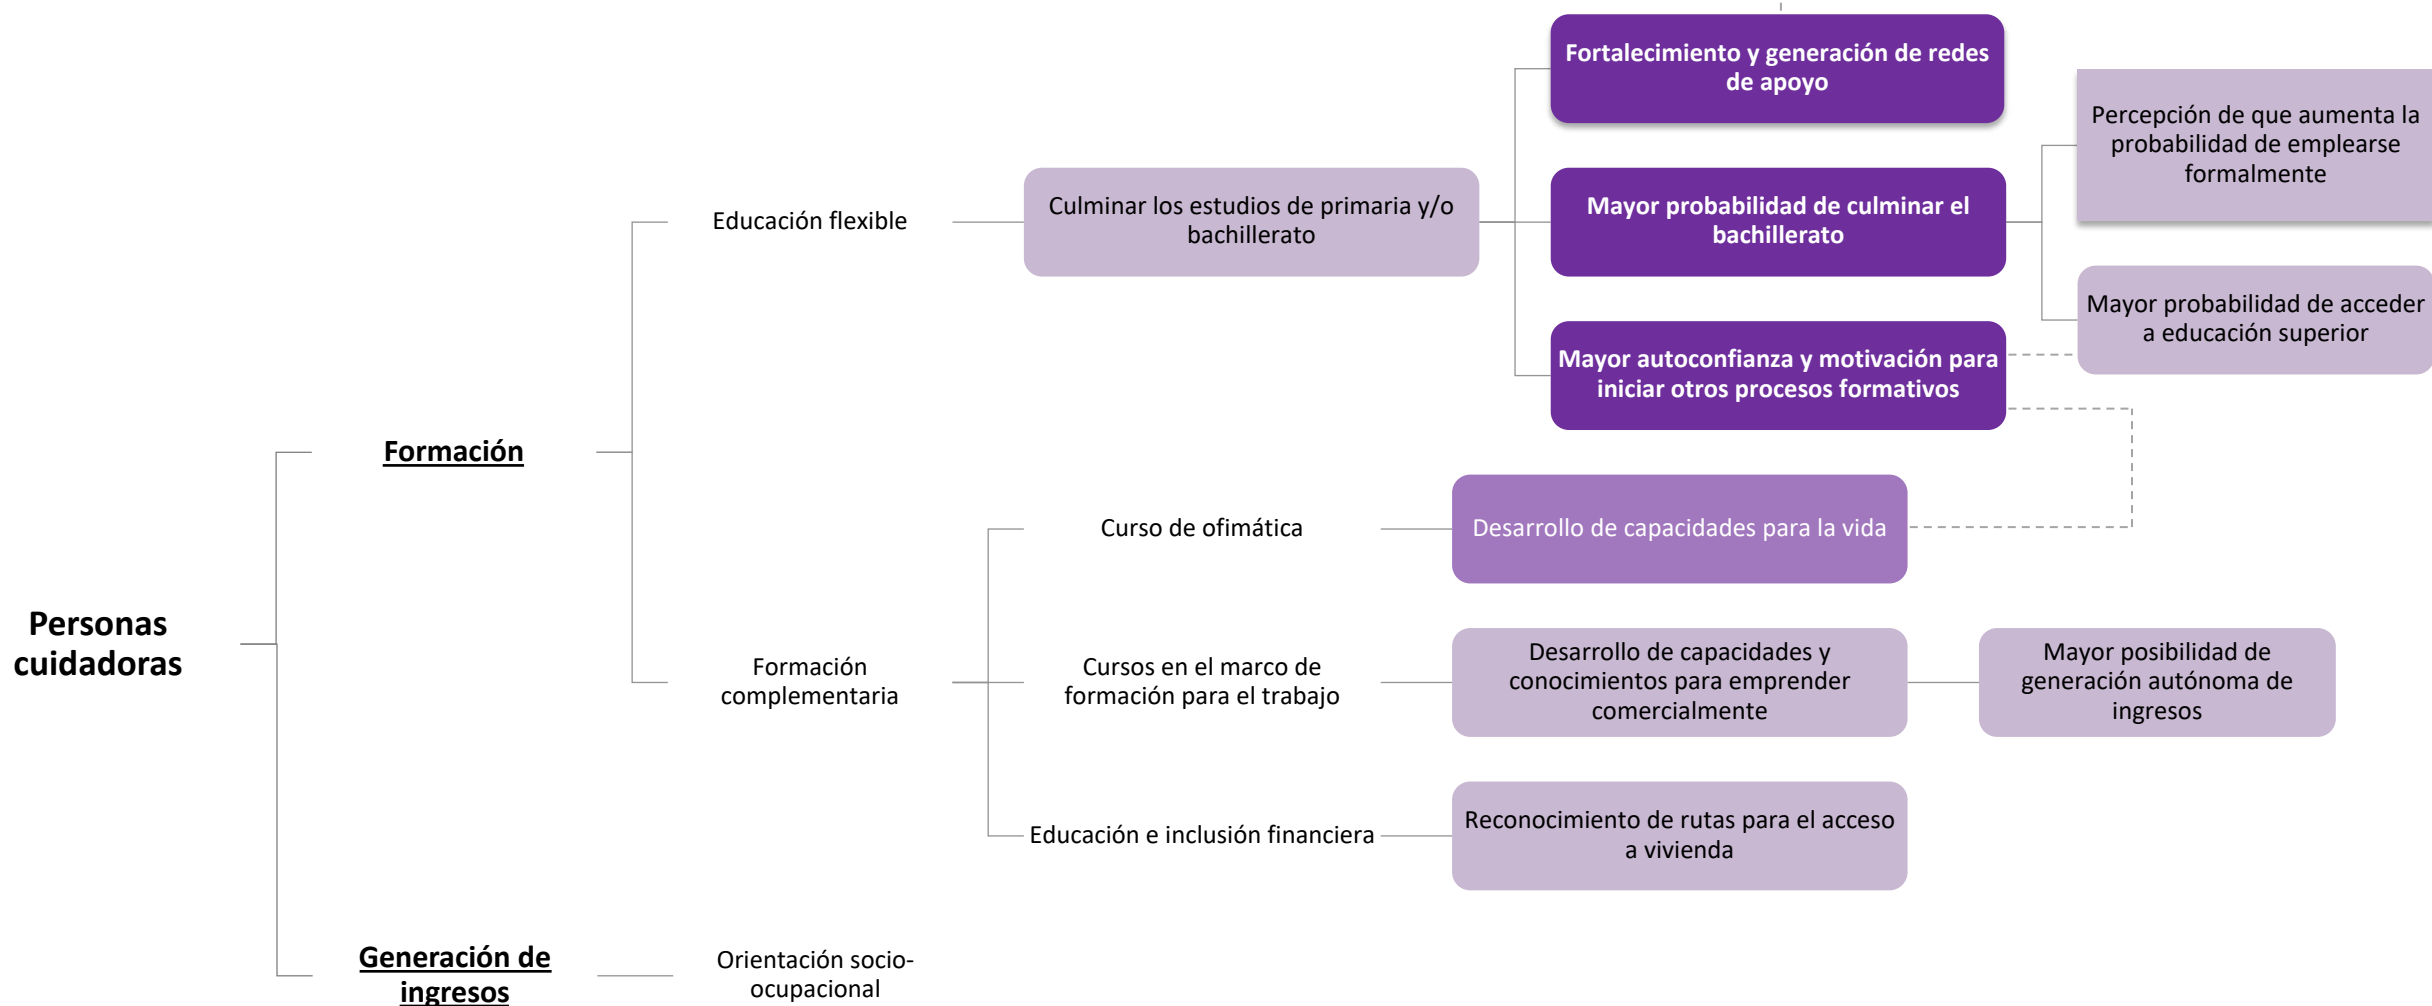 Personas
cuidadoras
Formación
Educación flexible
Culminar los estudios de primaria y/o
bachillerato
Fortalecimiento y generación de redes
de apoyo
Mayor probabilidad de culminar el
bachillerato
Percepción de que aumenta la
probabilidad de emplearse
formalmente
Mayor probabilidad de acceder
a educación superior
Mayor autoconfianza y motivación para
iniciar otros procesos formativos
Formación
complementaria
Curso de ofimática
Desarrollo de capacidades para la vida
Cursos en el marco de
formación para el trabajo
Desarrollo de capacidades y
conocimientos para emprender
comercialmente
Mayor posibilidad de
generación autónoma de
ingresos
Educación e inclusión financiera
Reconocimiento de rutas para el acceso
a vivienda
Generación de
ingresos
Orientación socio-
ocupacional